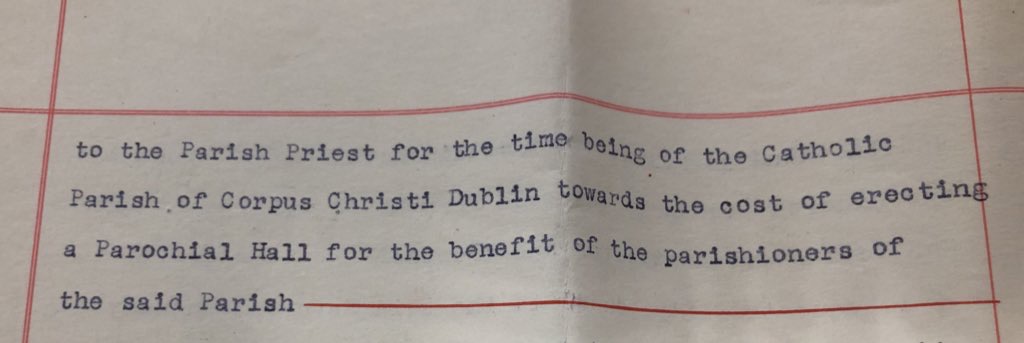 to the Parish Priest for the time being of the Catholic
Parish of Corpus Christi Dublin towards the cost of erecting
a Parochial Hall for the benefit of the parishioners of
the said Parish